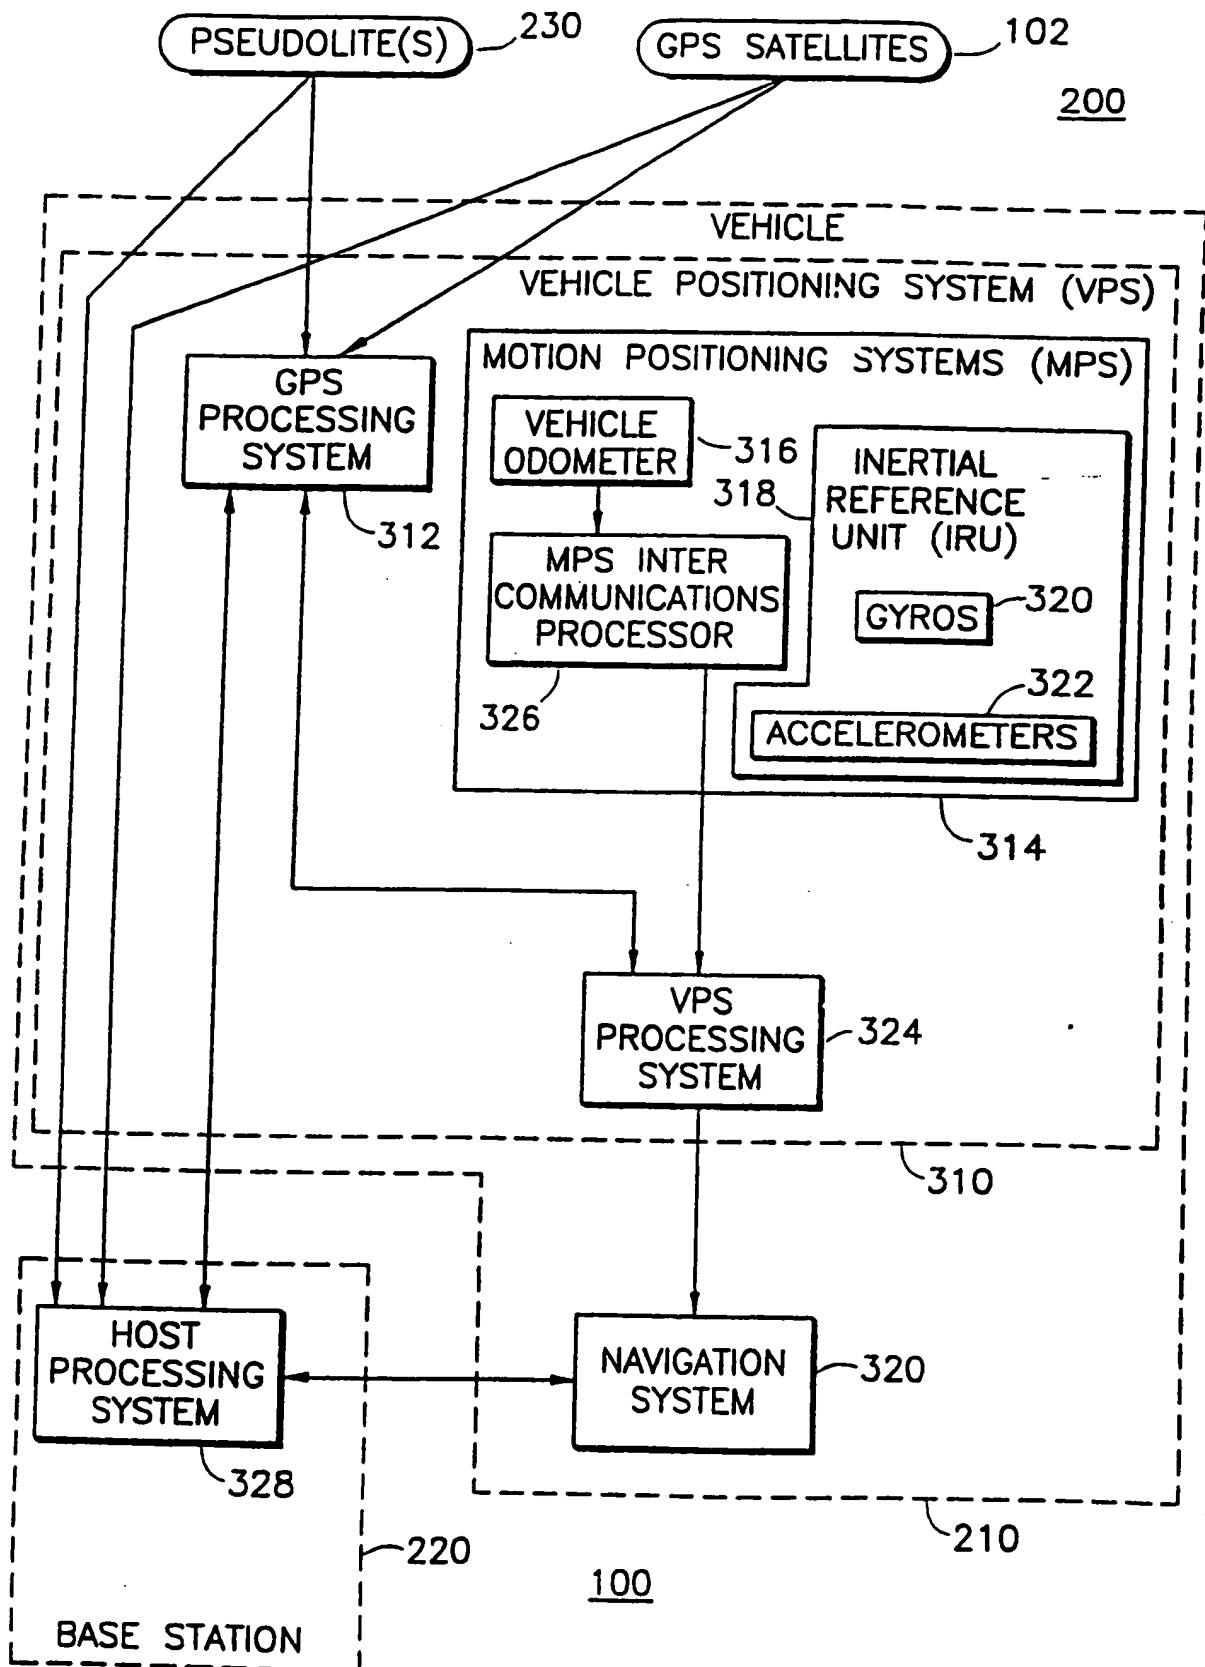 PSEUDOLITE(S)
230
GPS SATELLITES
102
200
VEHICLE
VEHICLE POSITIONING SYSTEM (VPS)
MOTION POSITIONING SYSTEMS (MPS)
GPS
PROCESSING
SYSTEM
312
VEHICLE
ODOMETER
316
318
INERTIAL
REFERENCE
UNIT (IRU)
MPS INTER
COMMUNICATIONS
PROCESSOR
326
GYROS
320
322
ACCELEROMETERS
314
VPS
PROCESSING
SYSTEM
324
310
HOST
PROCESSING
SYSTEM
328
NAVIGATION
SYSTEM
320
210
220
100
BASE STATION